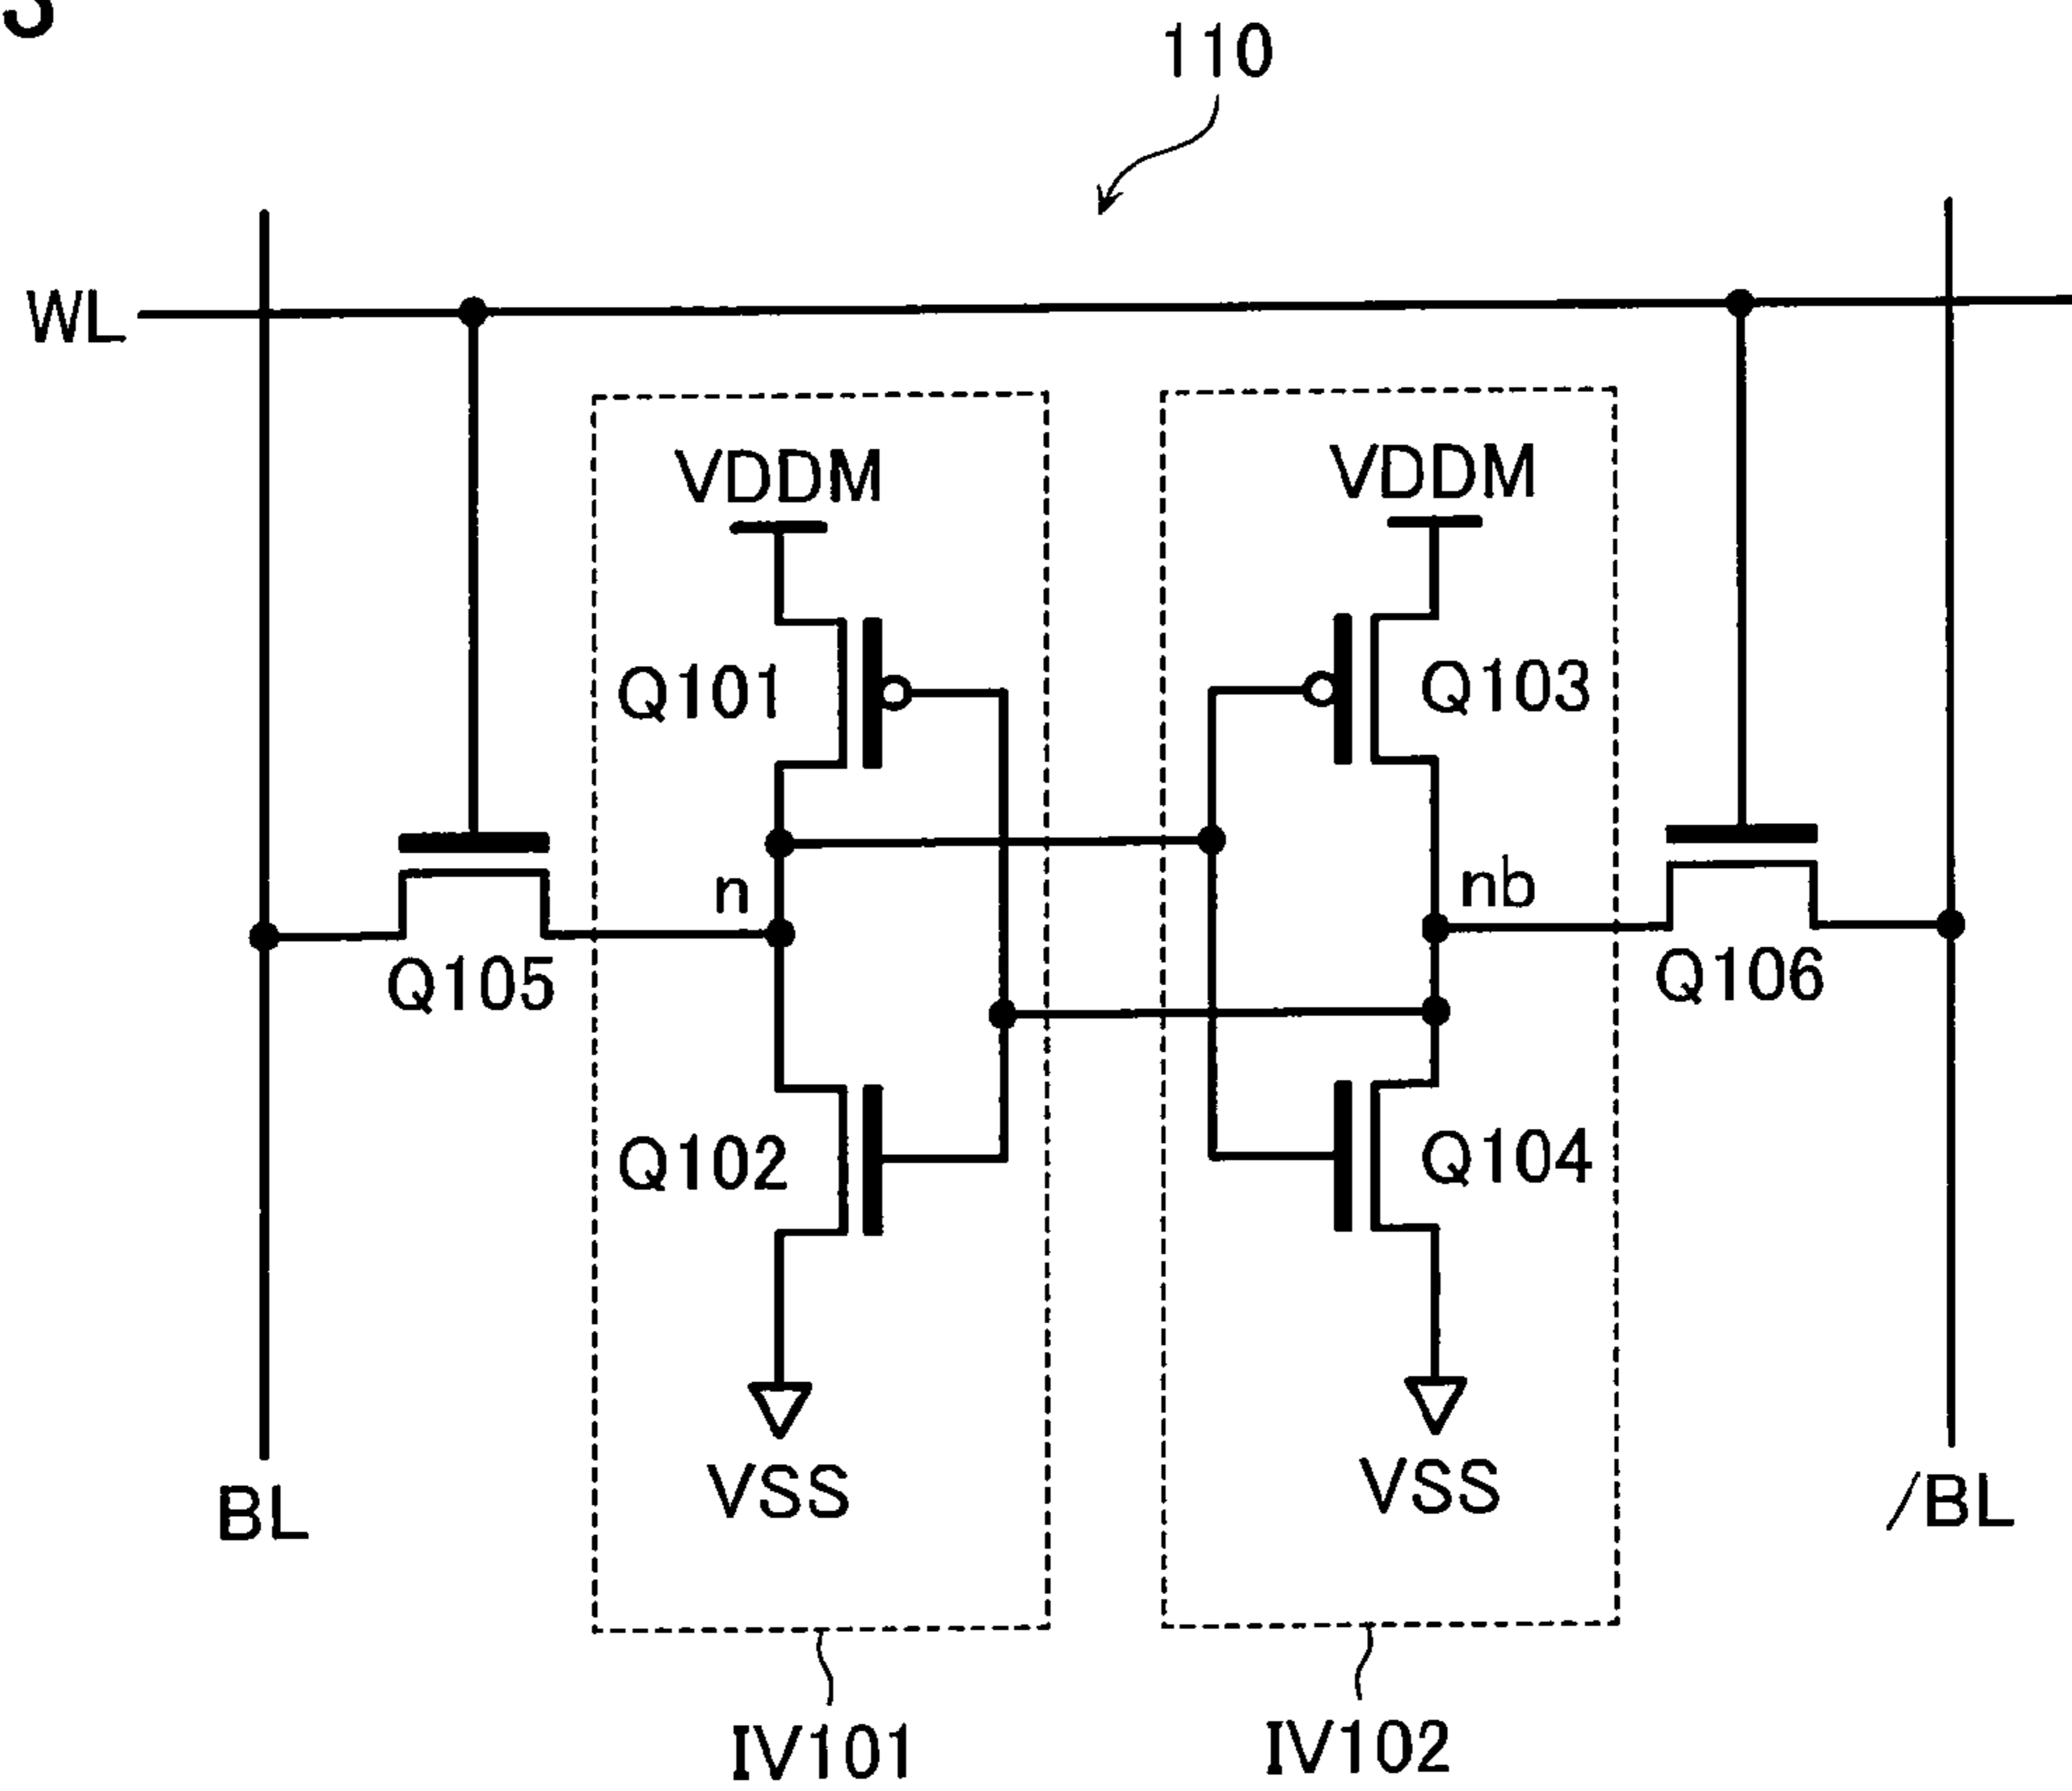 110
WL
VDDM
VDDM
Q101
Q103
n
nb
Q105
Q106
Q102
Q104
VSS
VSS
BL
/BL
IV101
IV102